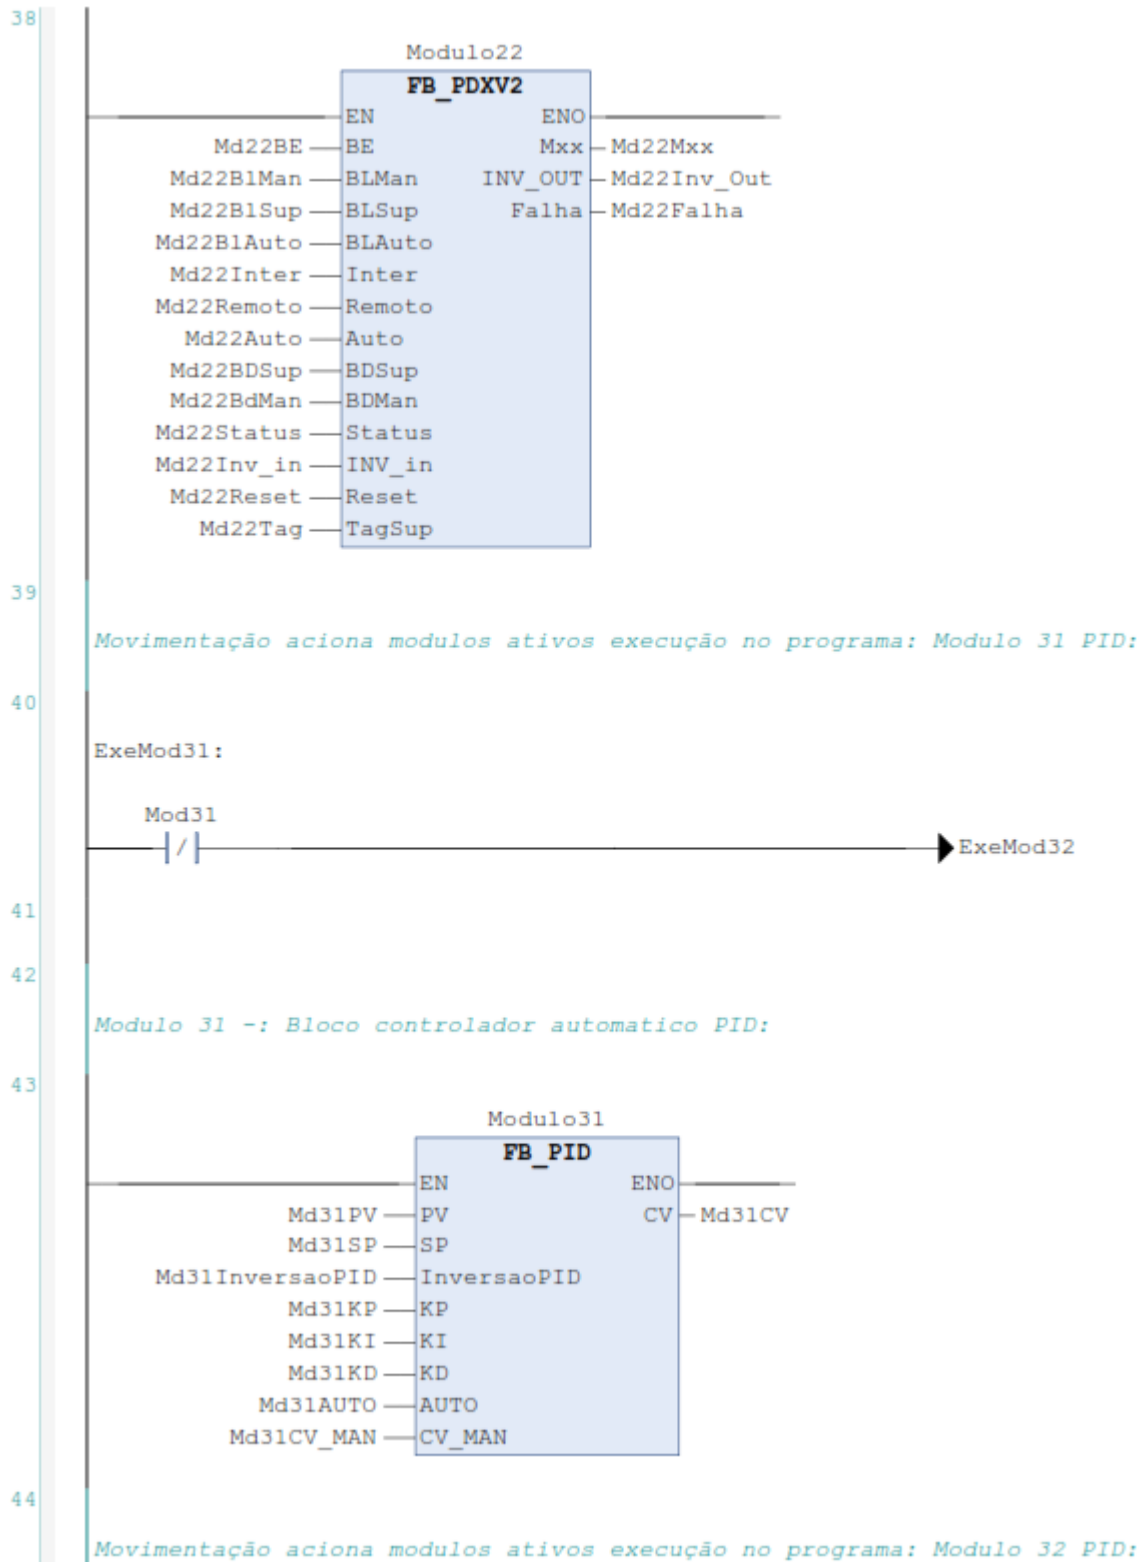 38
Modulo22
FB_PDXV2
EN ENO
Md22BE BE Mxx Md22Mxx
Md22BlMan BLMan INV_OUT Md22Inv_Out
Md22BlSup BLSup Falha Md22Falha
Md22BlAuto BLAuto
Md22Inter Inter
Md22Remoto Remoto
Md22Auto Auto
Md22BDSup BDSup
Md22BdMan BDMan
Md22Status Status
Md22Inv_in INV_in
Md22Reset Reset
Md22Tag TagSup
39
Movimentação aciona modulos ativos execução no programa: Modulo 31 PID:
40
ExeMod31:
Mod31
/ ExeMod32
41
42
Modulo 31 -: Bloco controlador automatico PID:
43
Modulo31
FB_PID
EN ENO
Md31PV PV CV Md31CV
Md31SP SP
Md31InversaoPID InversaoPID
Md31KP KP
Md31KI KI
Md31KD KD
Md31AUTO AUTO
Md31CV_MAN CV_MAN
44
Movimentação aciona modulos ativos execução no programa: Modulo 32 PID: